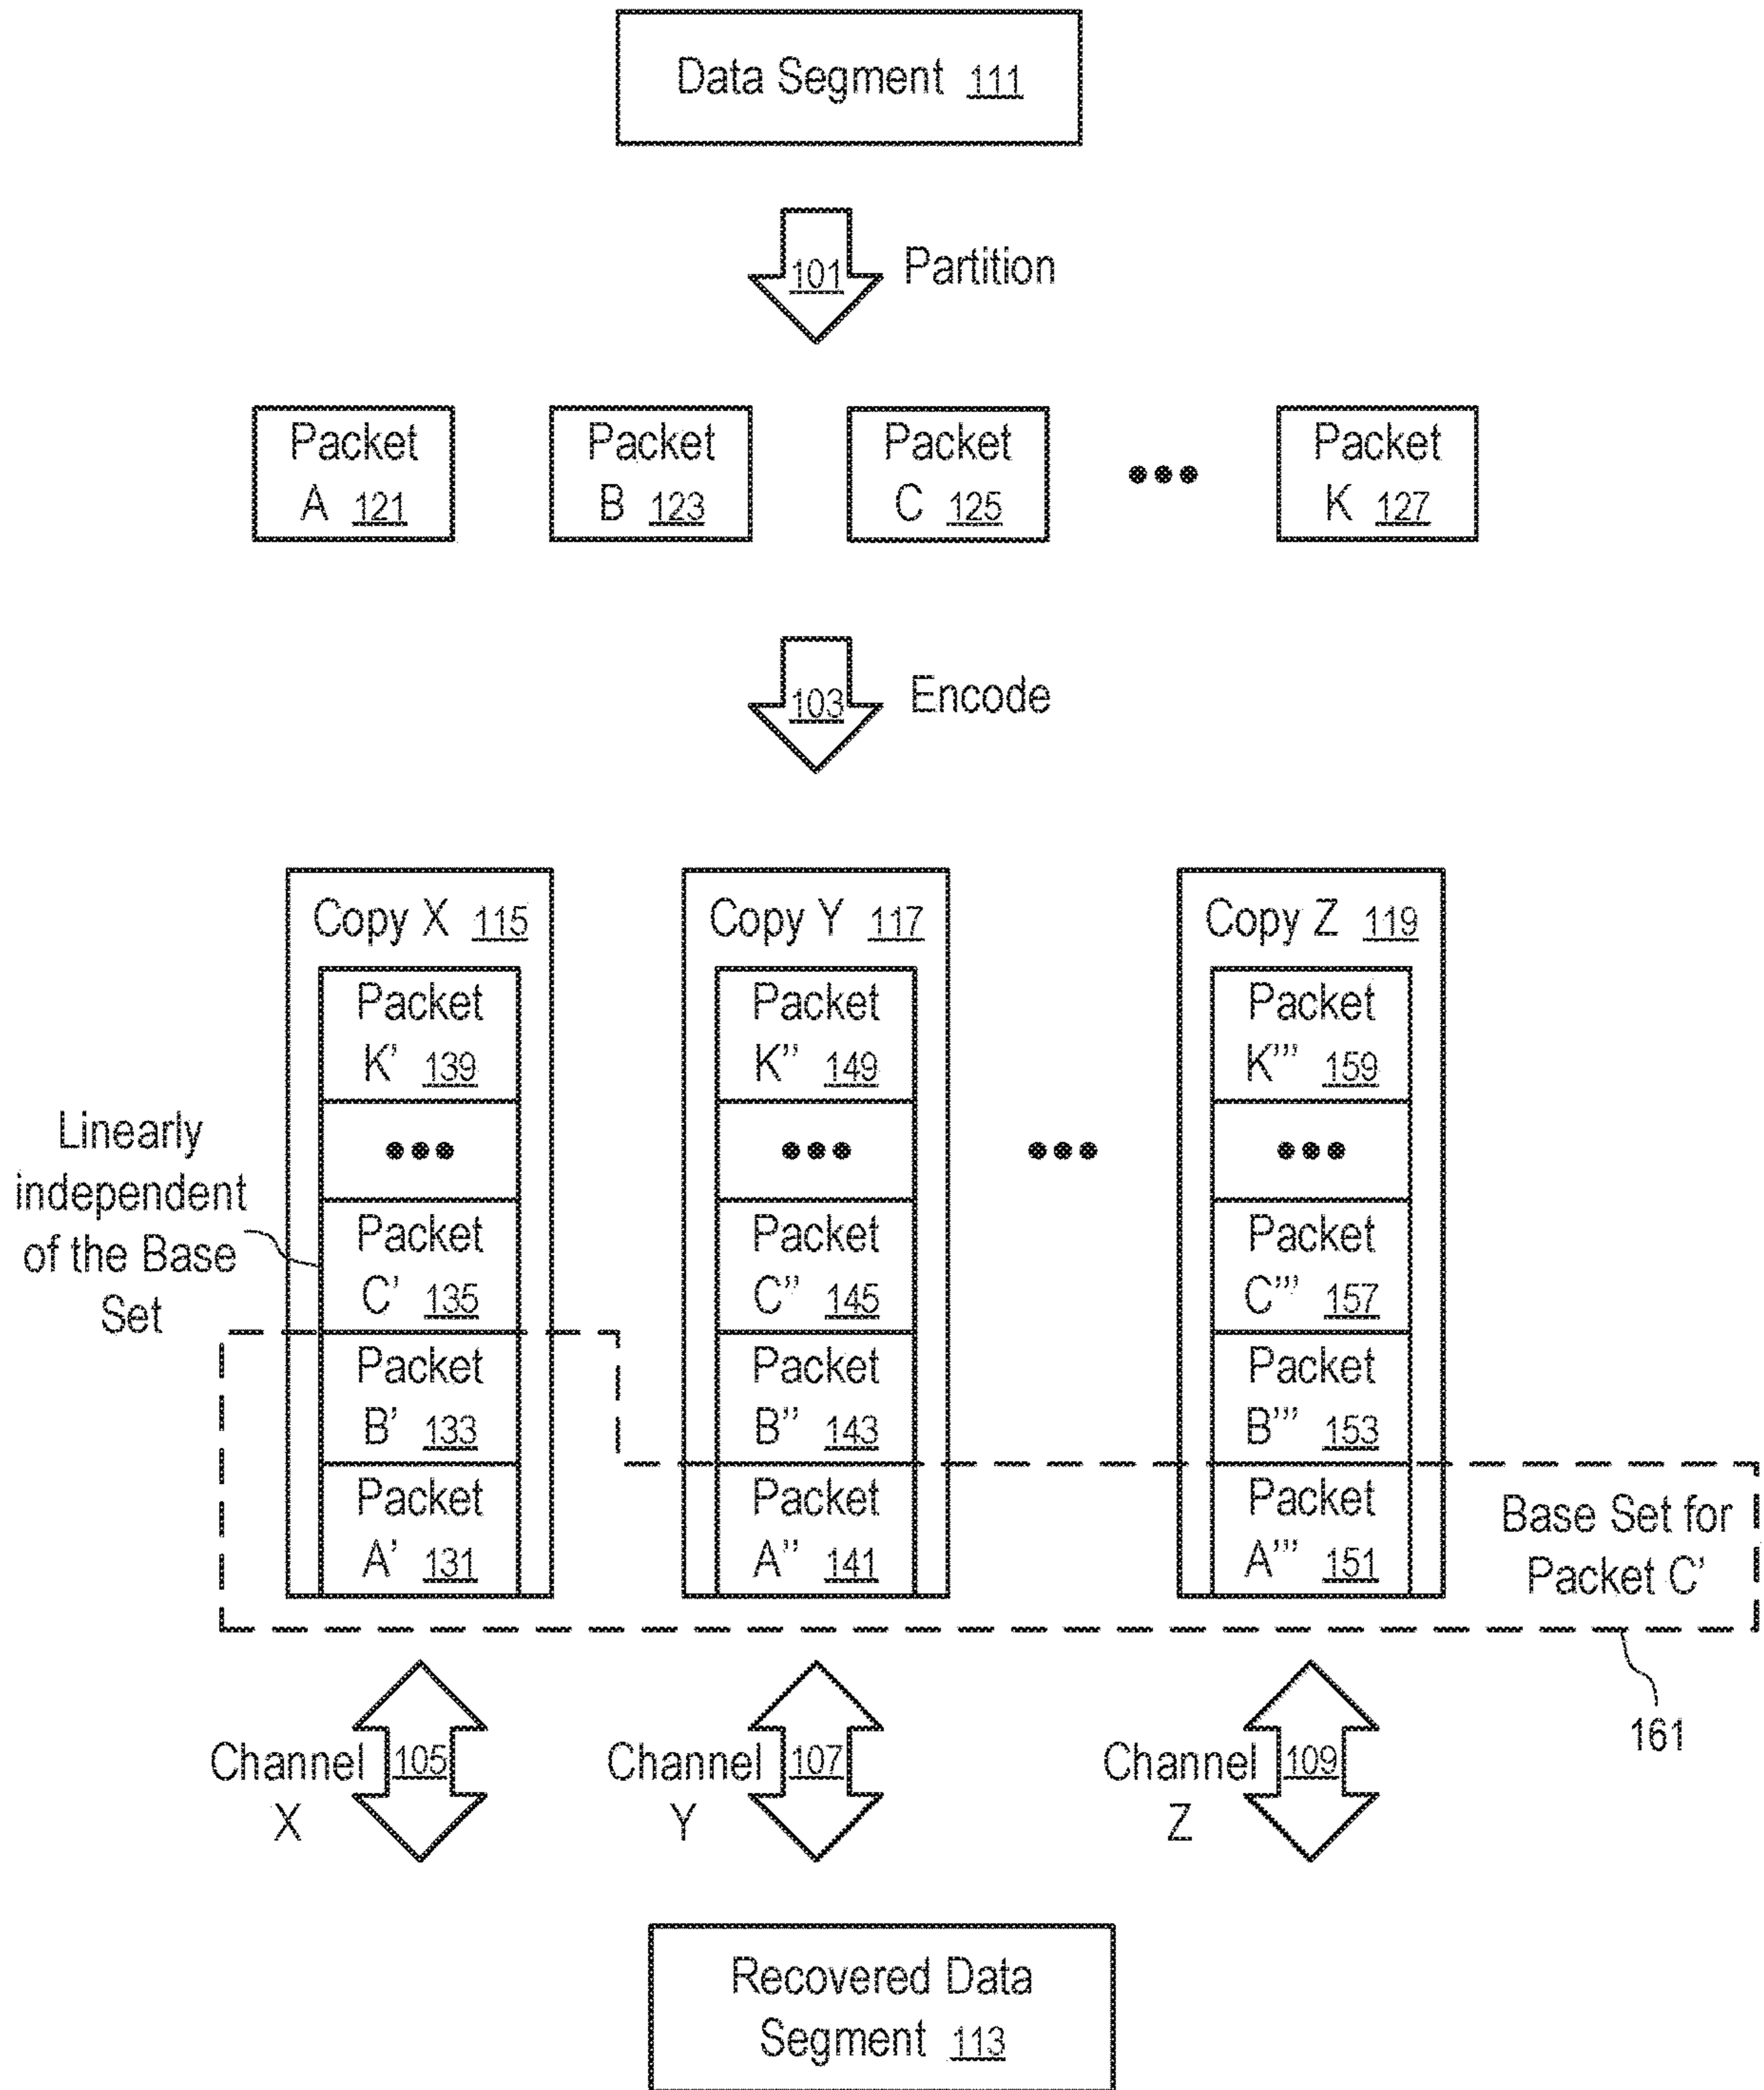 Data Segment 111
101 Partition
Packet
A 121
Packet
B 123
Packet
C 125
•••
Packet
K 127
103 Encode
Copy X 115
Packet
K' 139
•••
Packet
C' 135
Packet
B' 133
Packet
A' 131
Copy Y 117
Packet
K'' 149
•••
Packet
C'' 145
Packet
B'' 143
Packet
A'' 141
•••
Copy Z 119
Packet
K''' 159
•••
Packet
C''' 157
Packet
B''' 153
Packet
A''' 151
Linearly
independent
of the Base
Set
Base Set for
Packet C'
161
Channel 105
X
Channel 107
Y
Channel 109
Z
Recovered Data
Segment 113